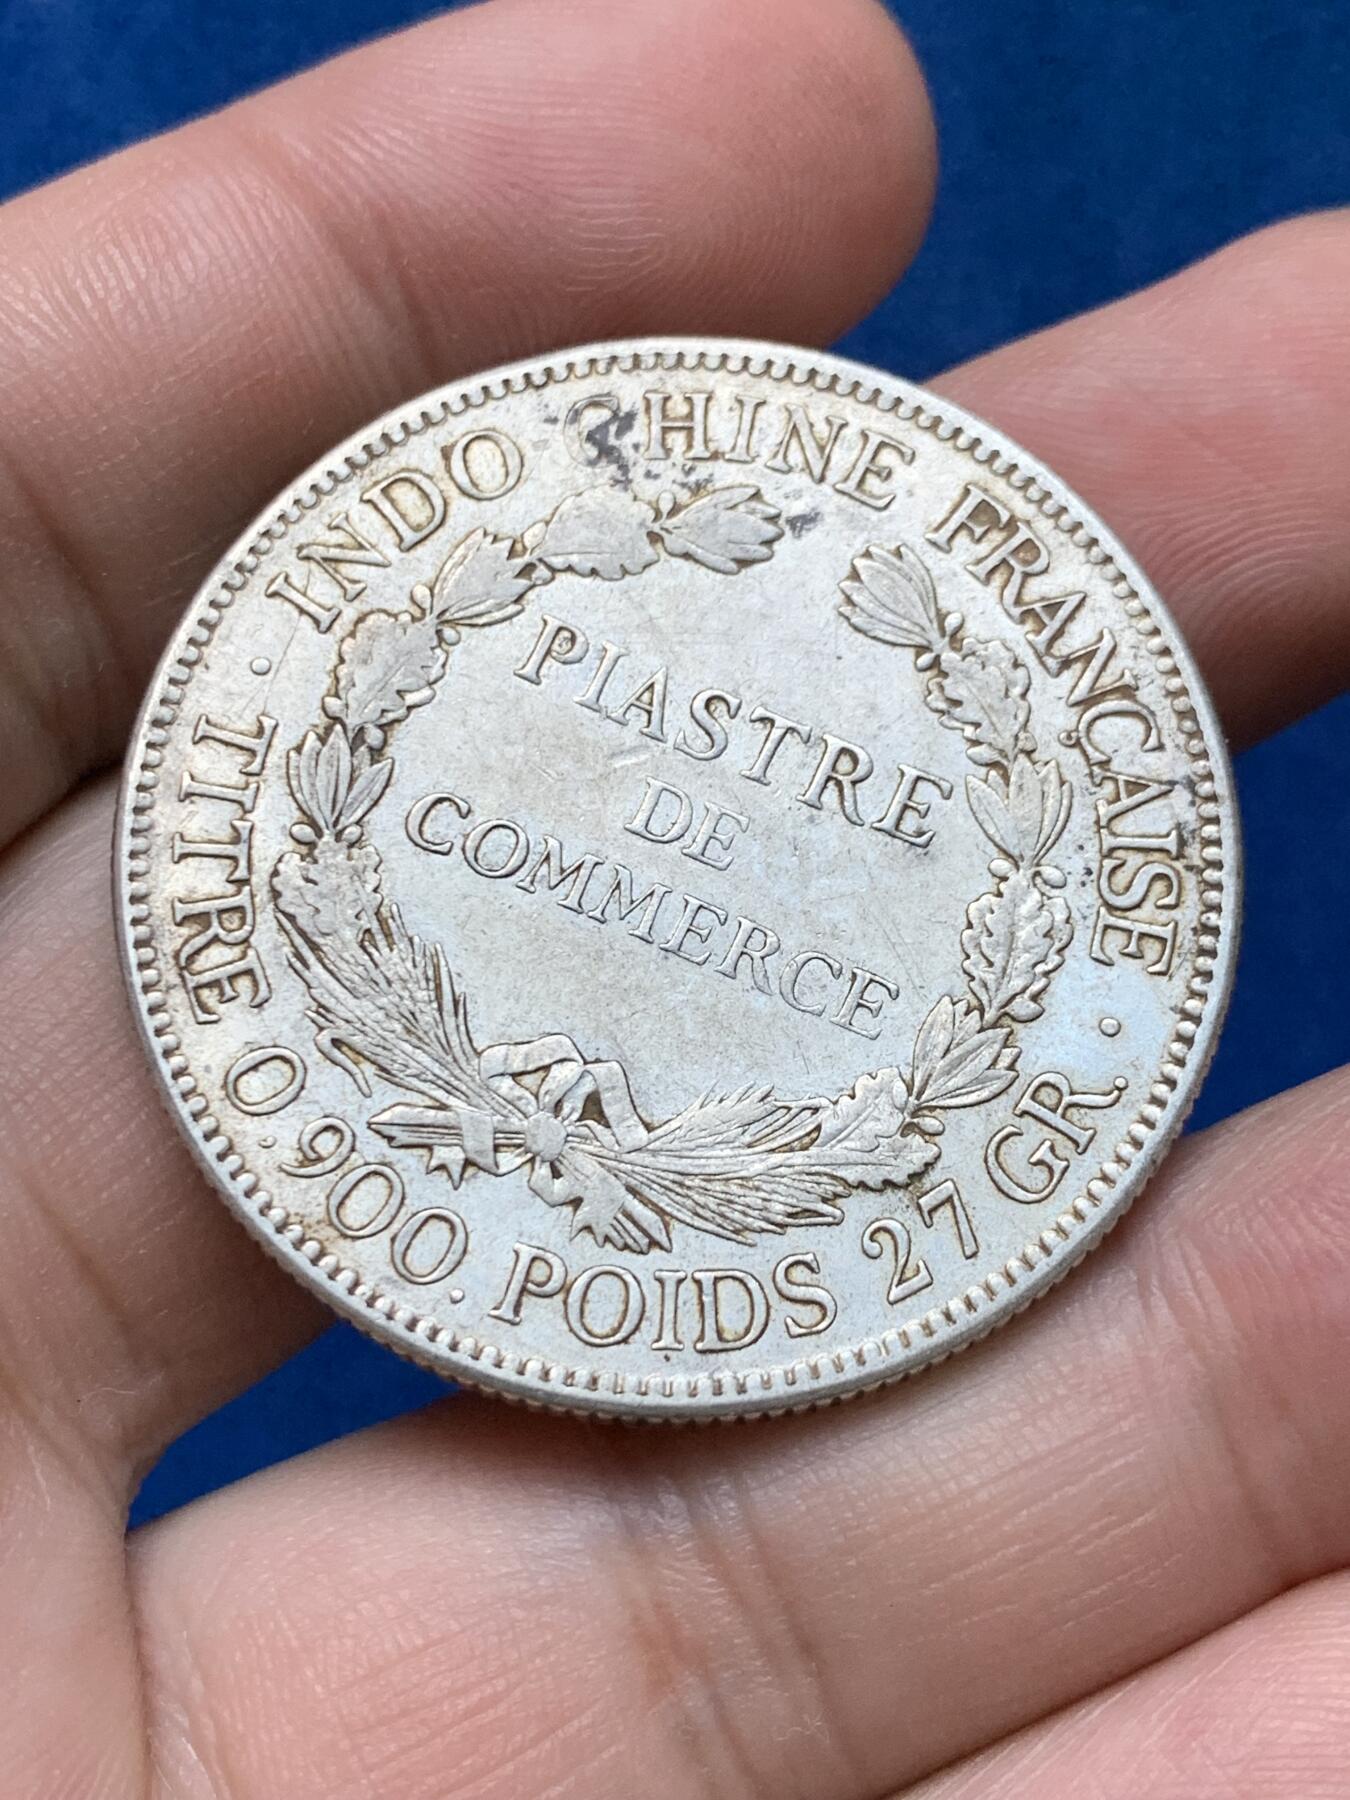 INDO CHINE FRANÇAISE
PIASTRE
DE
COMMERCE
· TITRE 0,900. POIDS 27 GR. ·